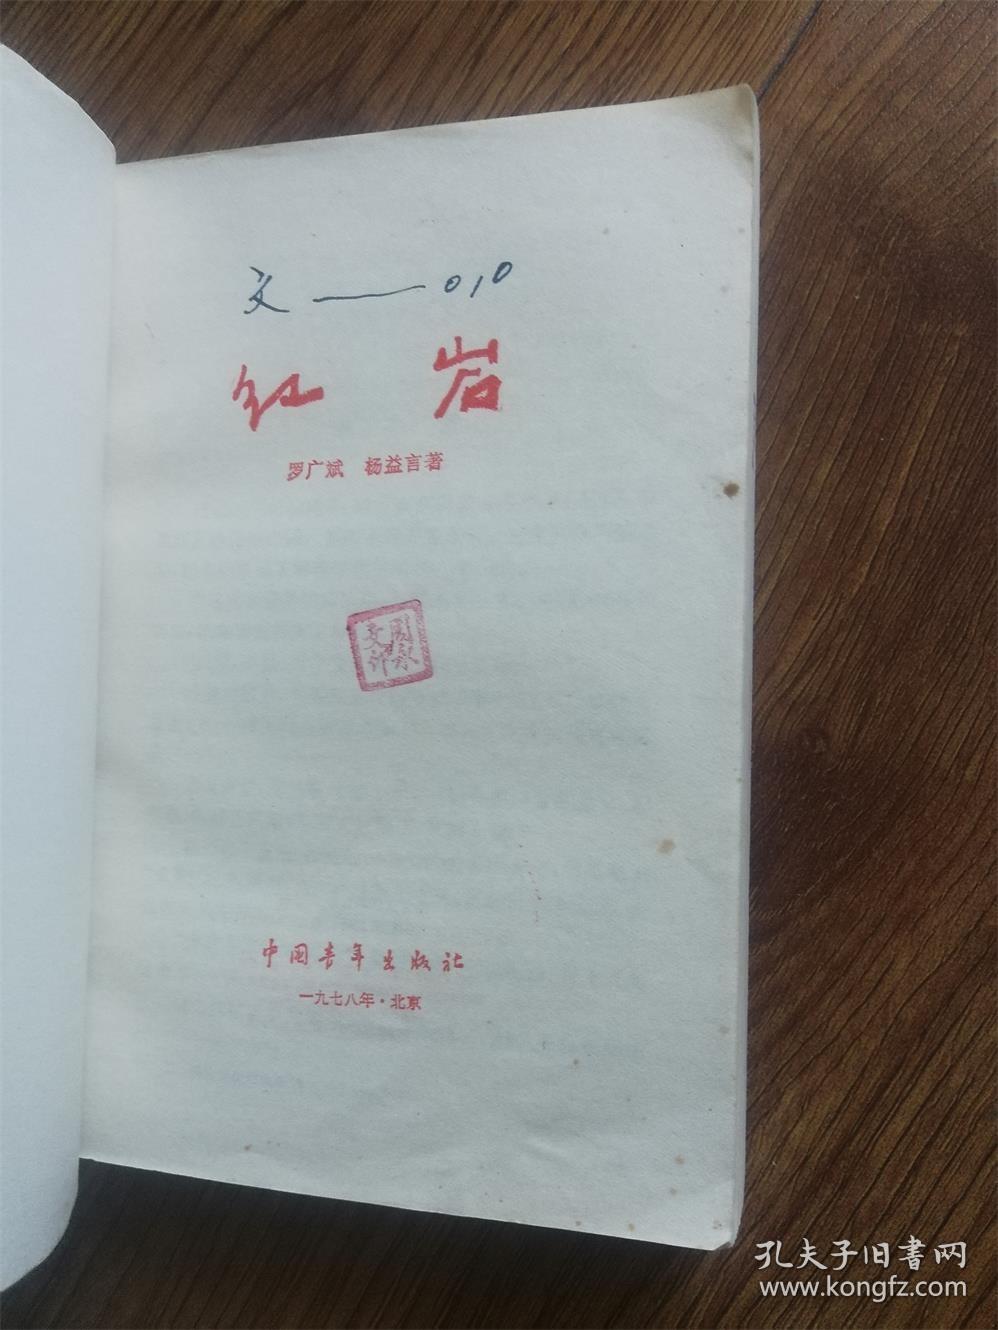 文——010
红岩
罗广斌 杨益言著
中国青年出版社
一九七八年·北京
孔夫子旧书网
www.kongfz.com